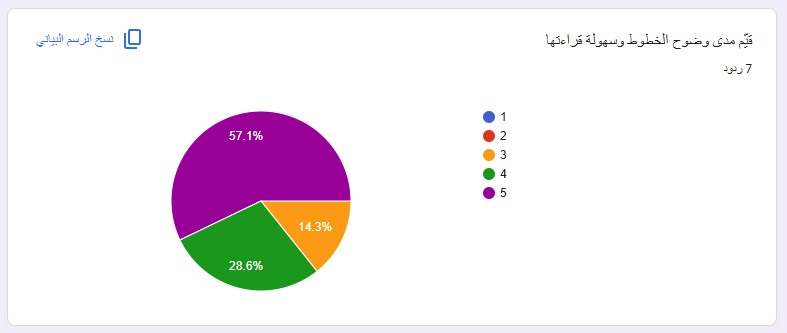 قيِّم مدى وضوح الخطوط وسهولة قراءتها
نسخ الرسم البياني
7 ردود
57.1%
14.3%
28.6%
1
2
3
4
5